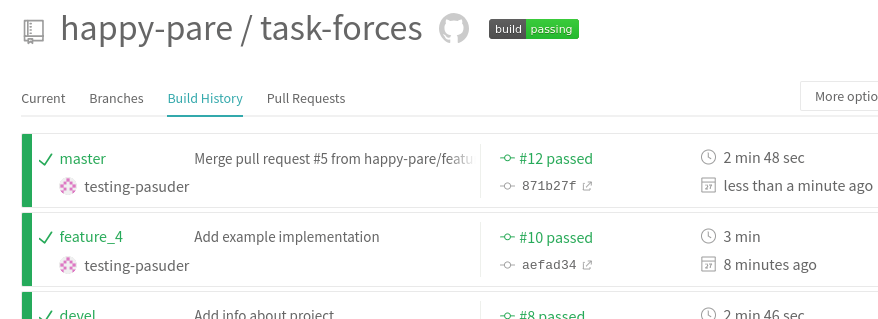 happy-pare / task-forces
build passing
Current Branches Build History Pull Requests More optio
master Merge pull request #5 from happy-pare/featu #12 passed 2 min 48 sec
testing-pasuder 871b27f less than a minute ago
feature_4 Add example implementation #10 passed 3 min
testing-pasuder aefad34 8 minutes ago
devel Add info about project #8 passed 2 min 46 sec